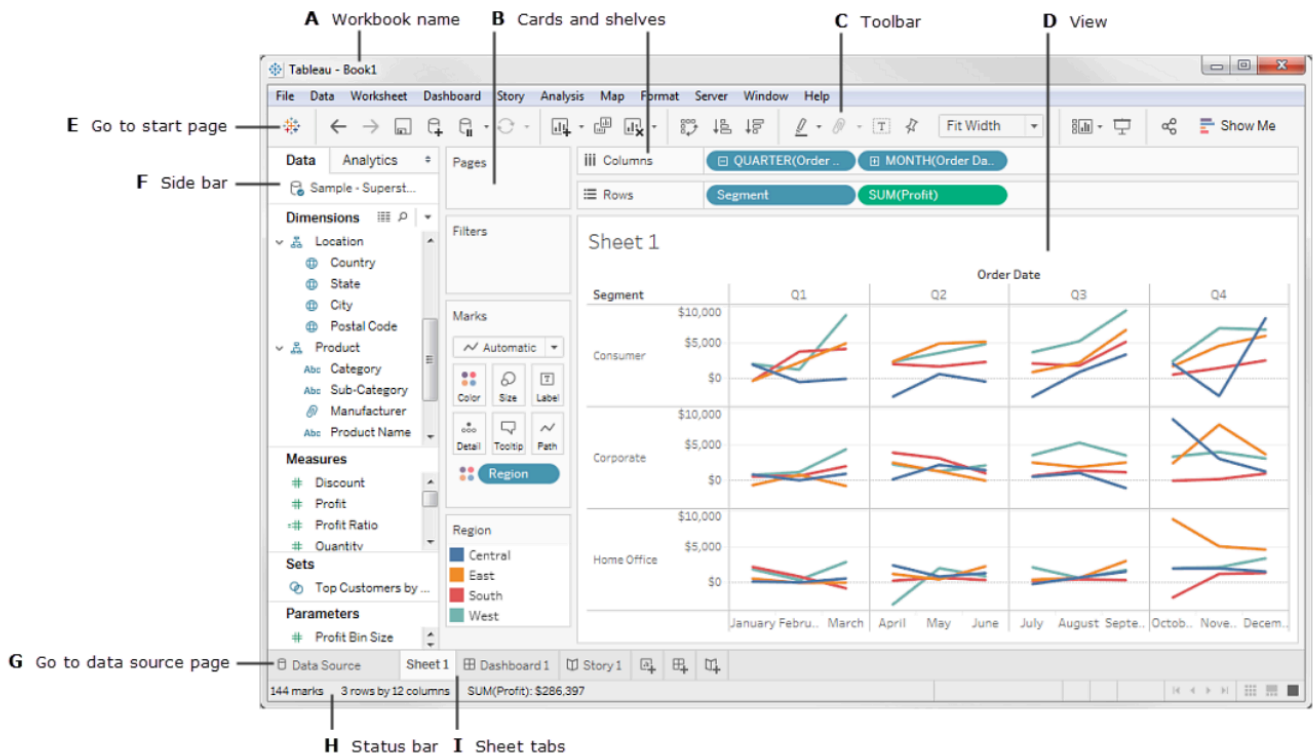 A Workbook name
B Cards and shelves
C Toolbar
D View
Tableau - Book1
File Data Worksheet Dashboard Story Analysis Map Format Server Window Help
E Go to start page
Fit Width
Show Me
Data Analytics
Pages
Columns
QUARTER(Order ..
MONTH(Order Da..
F Side bar
Sample - Superst...
Rows
Segment
SUM(Profit)
Dimensions
Filters
Location
Country
State
City
Postal Code
Product
Abc Category
Abc Sub-Category
Manufacturer
Abc Product Name
Marks
Automatic
Color Size Label
Detail Tooltip Path
Region
Measures
# Discount
# Profit
=# Profit Ratio
# Quantity
Sets
Top Customers by ...
Parameters
# Profit Bin Size
Region
Central
East
South
West
Sheet 1
Order Date
Segment Q1 Q2 Q3 Q4
Consumer
$10,000
$5,000
$0
Corporate
$10,000
$5,000
$0
Home Office
$10,000
$5,000
$0
January Febru.. March April May June July August Septe.. Octob.. Nove.. Decem..
G Go to data source page
Data Source Sheet 1 Dashboard 1 Story 1
144 marks 3 rows by 12 columns SUM(Profit): $286,397
H Status bar
I Sheet tabs